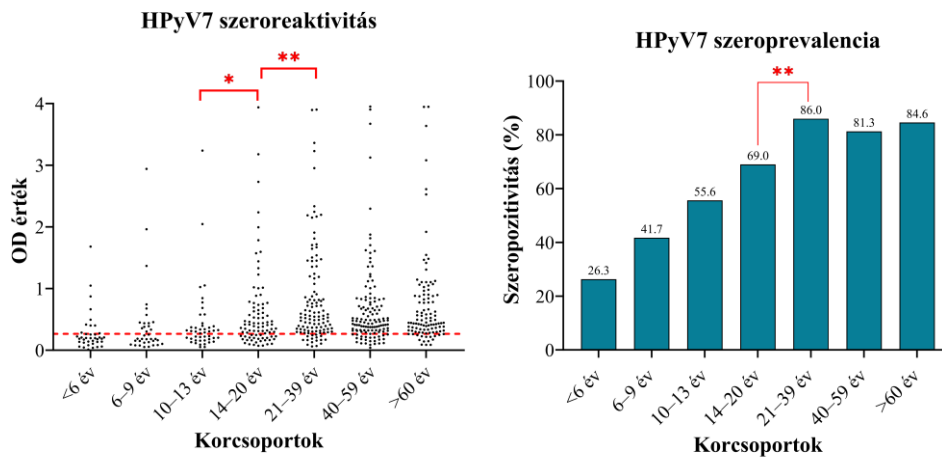 HPyV7 szeroreaktivitás
*
**
OD érték
4
3
2
1
0
<6 év
6–9 év
10–13 év
14–20 év
21–39 év
40–59 év
>60 év
Korcsoportok
HPyV7 szeroprevalencia
**
Szeropozitivitás (%)
100
80
60
40
20
0
26.3
41.7
55.6
69.0
86.0
81.3
84.6
<6 év
6–9 év
10–13 év
14–20 év
21–39 év
40–59 év
>60 év
Korcsoportok